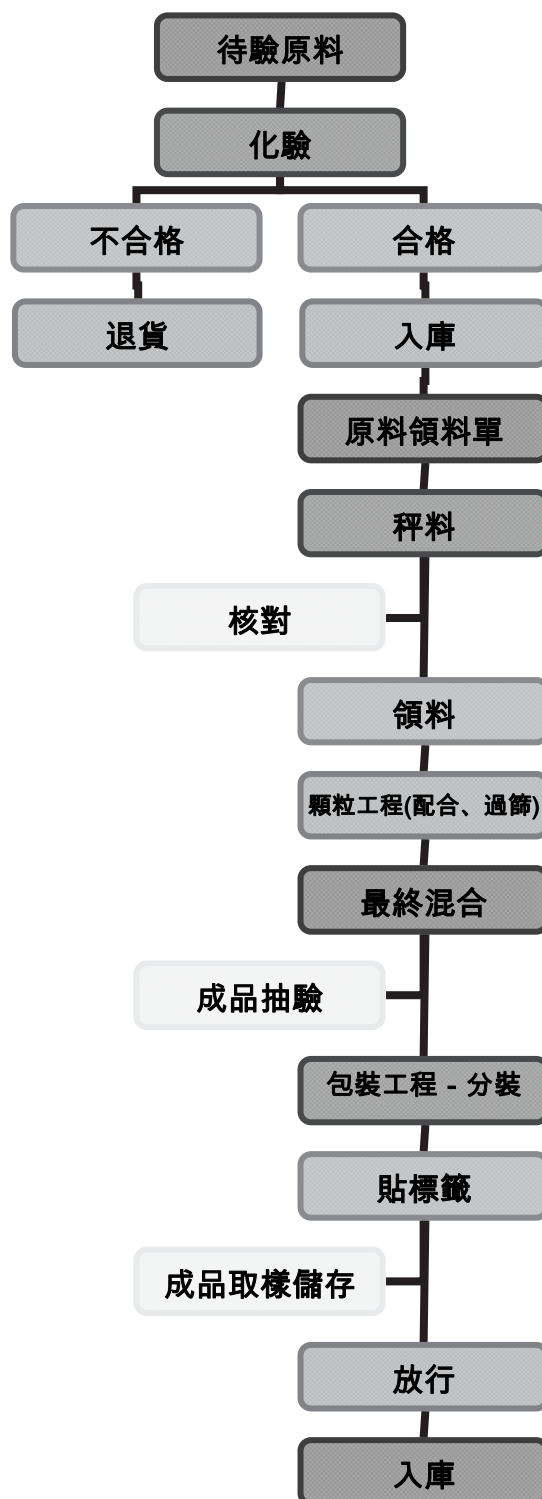 待驗原料
化驗
不合格
合格
退貨
入庫
原料領料單
秤料
核對
領料
顆粒工程(配合、過篩)
最終混合
成品抽驗
包裝工程 - 分裝
貼標籤
成品取樣儲存
放行
入庫